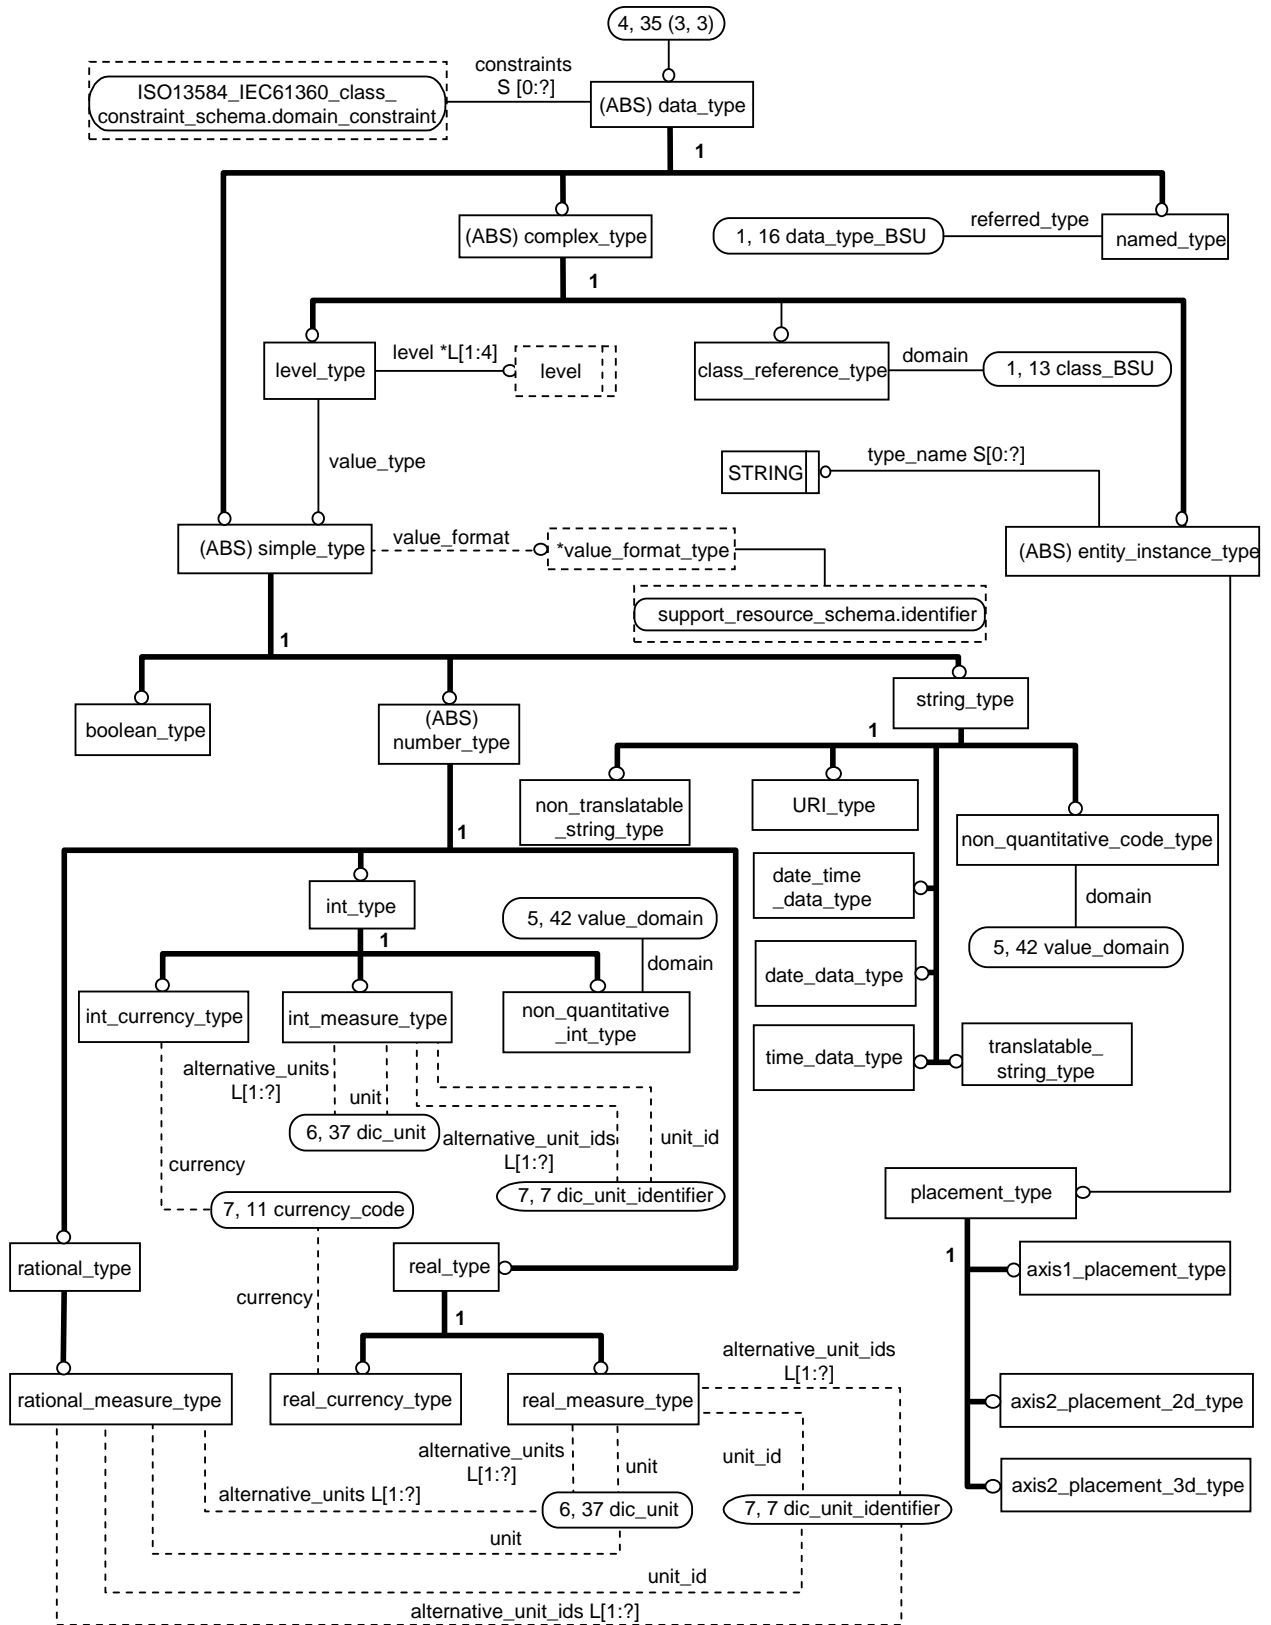 4, 35 (3, 3)
constraints
S [0:?]
ISO13584_IEC61360_class_
constraint_schema.domain_constraint
(ABS) data_type
1
(ABS) complex_type
1, 16 data_type_BSU
referred_type
named_type
1
level_type
level *L[1:4]
level
class_reference_type
domain
1, 13 class_BSU
value_type
STRING
type_name S[0:?]
(ABS) simple_type
value_format
*value_format_type
(ABS) entity_instance_type
support_resource_schema.identifier
1
boolean_type
(ABS)
number_type
string_type
1
non_translatable
_string_type
URI_type
non_quantitative_code_type
1
date_time
_data_type
domain
int_type
5, 42 value_domain
5, 42 value_domain
1
domain
date_data_type
int_currency_type
int_measure_type
non_quantitative
_int_type
time_data_type
translatable_
string_type
alternative_units
L[1:?]
unit
6, 37 dic_unit
alternative_unit_ids
L[1:?]
unit_id
currency
7, 7 dic_unit_identifier
7, 11 currency_code
placement_type
rational_type
real_type
1
axis1_placement_type
currency
1
alternative_unit_ids
L[1:?]
rational_measure_type
real_currency_type
real_measure_type
axis2_placement_2d_type
alternative_units
L[1:?]
unit
unit_id
axis2_placement_3d_type
alternative_units L[1:?]
6, 37 dic_unit
7, 7 dic_unit_identifier
unit
unit_id
alternative_unit_ids L[1:?]